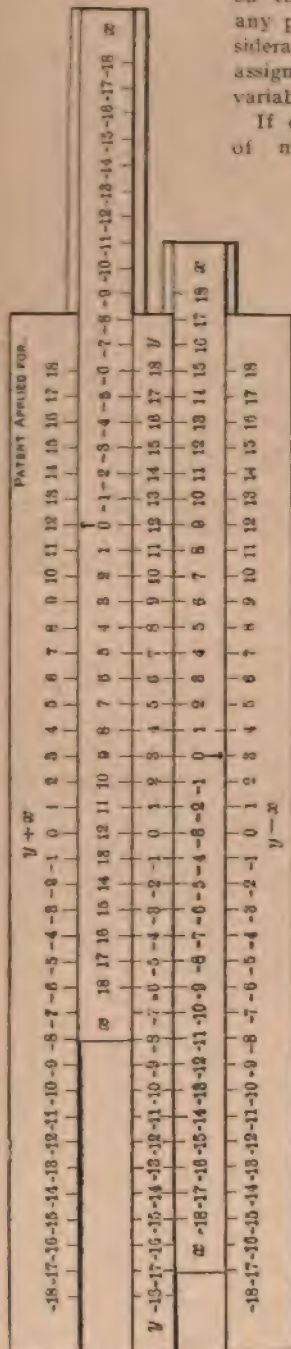 any p
sidera
assign
variab
If
of m
PATENT APPLIED FOR.
y + x
-18 -17 -16 -15 -14 -13 -12 -11 -10 -9 -8 -7 -6 -5 -4 -3 -2 -1 0 1 2 3 4 5 6 7 8 9 10 11 12 13 14 15 16 17 18
x 18 17 16 15 14 13 12 11 10 9 8 7 6 5 4 3 2 1 0 -1 -2 -3 -4 -5 -6 -7 -8 -9 -10 -11 -12 -13 -14 -15 -16 -17 -18 x
y -18 -17 -16 -15 -14 -13 -12 -11 -10 -9 -8 -7 -6 -5 -4 -3 -2 -1 0 1 2 3 4 5 6 7 8 9 10 11 12 13 14 15 16 17 18 y
x -18 -17 -16 -15 -14 -13 -12 -11 -10 -9 -8 -7 -6 -5 -4 -3 -2 -1 0 1 2 3 4 5 6 7 8 9 10 11 12 13 14 15 16 17 18 x
-18 -17 -16 -15 -14 -13 -12 -11 -10 -9 -8 -7 -6 -5 -4 -3 -2 -1 0 1 2 3 4 5 6 7 8 9 10 11 12 13 14 15 16 17 18
y - x